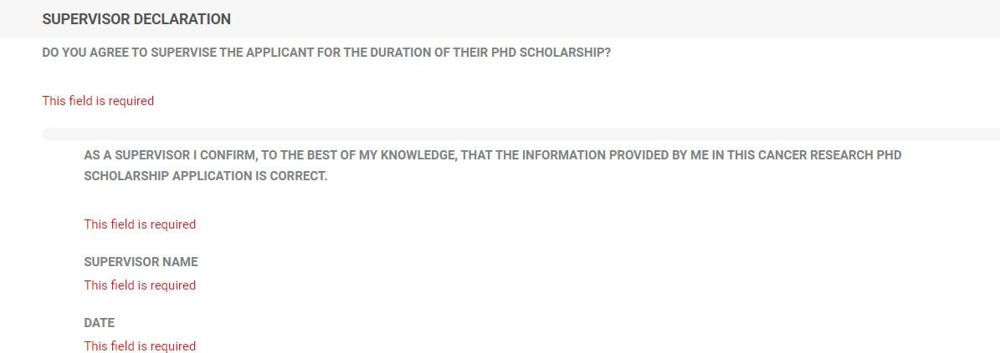 SUPERVISOR DECLARATION
DO YOU AGREE TO SUPERVISE THE APPLICANT FOR THE DURATION OF THEIR PHD SCHOLARSHIP?
This field is required
AS A SUPERVISOR I CONFIRM, TO THE BEST OF MY KNOWLEDGE, THAT THE INFORMATION PROVIDED BY ME IN THIS CANCER RESEARCH PHD
SCHOLARSHIP APPLICATION IS CORRECT.
This field is required
SUPERVISOR NAME
This field is required
DATE
This field is required